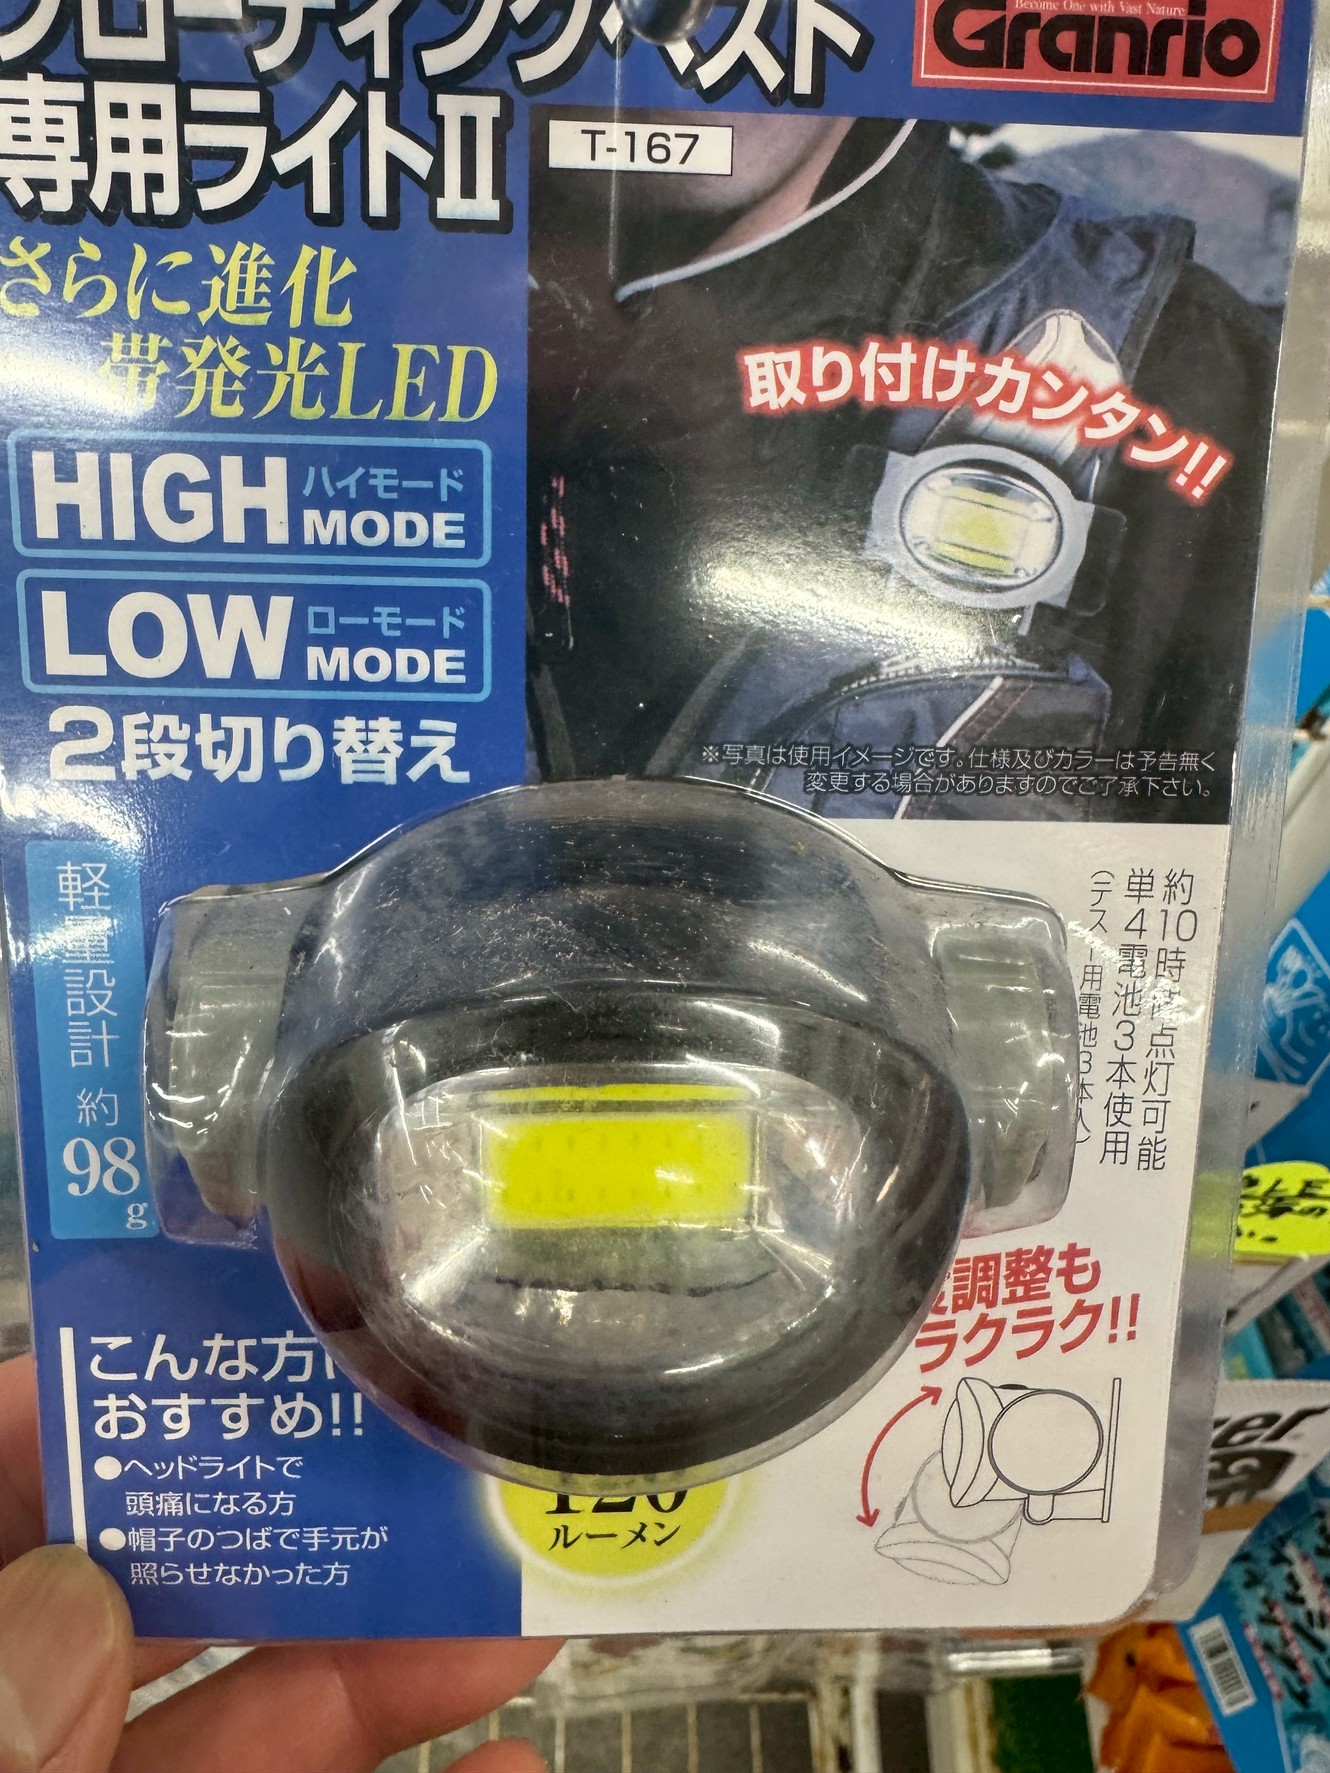 フローティングベスト
専用ライトⅡ
Become One with Vast Nature
Granrio
T-167
さらに進化
帯発光LED
HIGH ハイモード MODE
LOW ローモード MODE
2段切り替え
取り付けカンタン!!
※写真は使用イメージです。仕様及びカラーは予告無く
変更する場合がありますのでご了承下さい。
軽量設計 約98g
約10時間点灯可能
単4電池3本使用
(テスター用電池3本入)
調整も
ラクラク!!
こんな方に
おすすめ!!
●ヘッドライトで
頭痛になる方
●帽子のつばで手元が
照らせなかった方
120
ルーメン